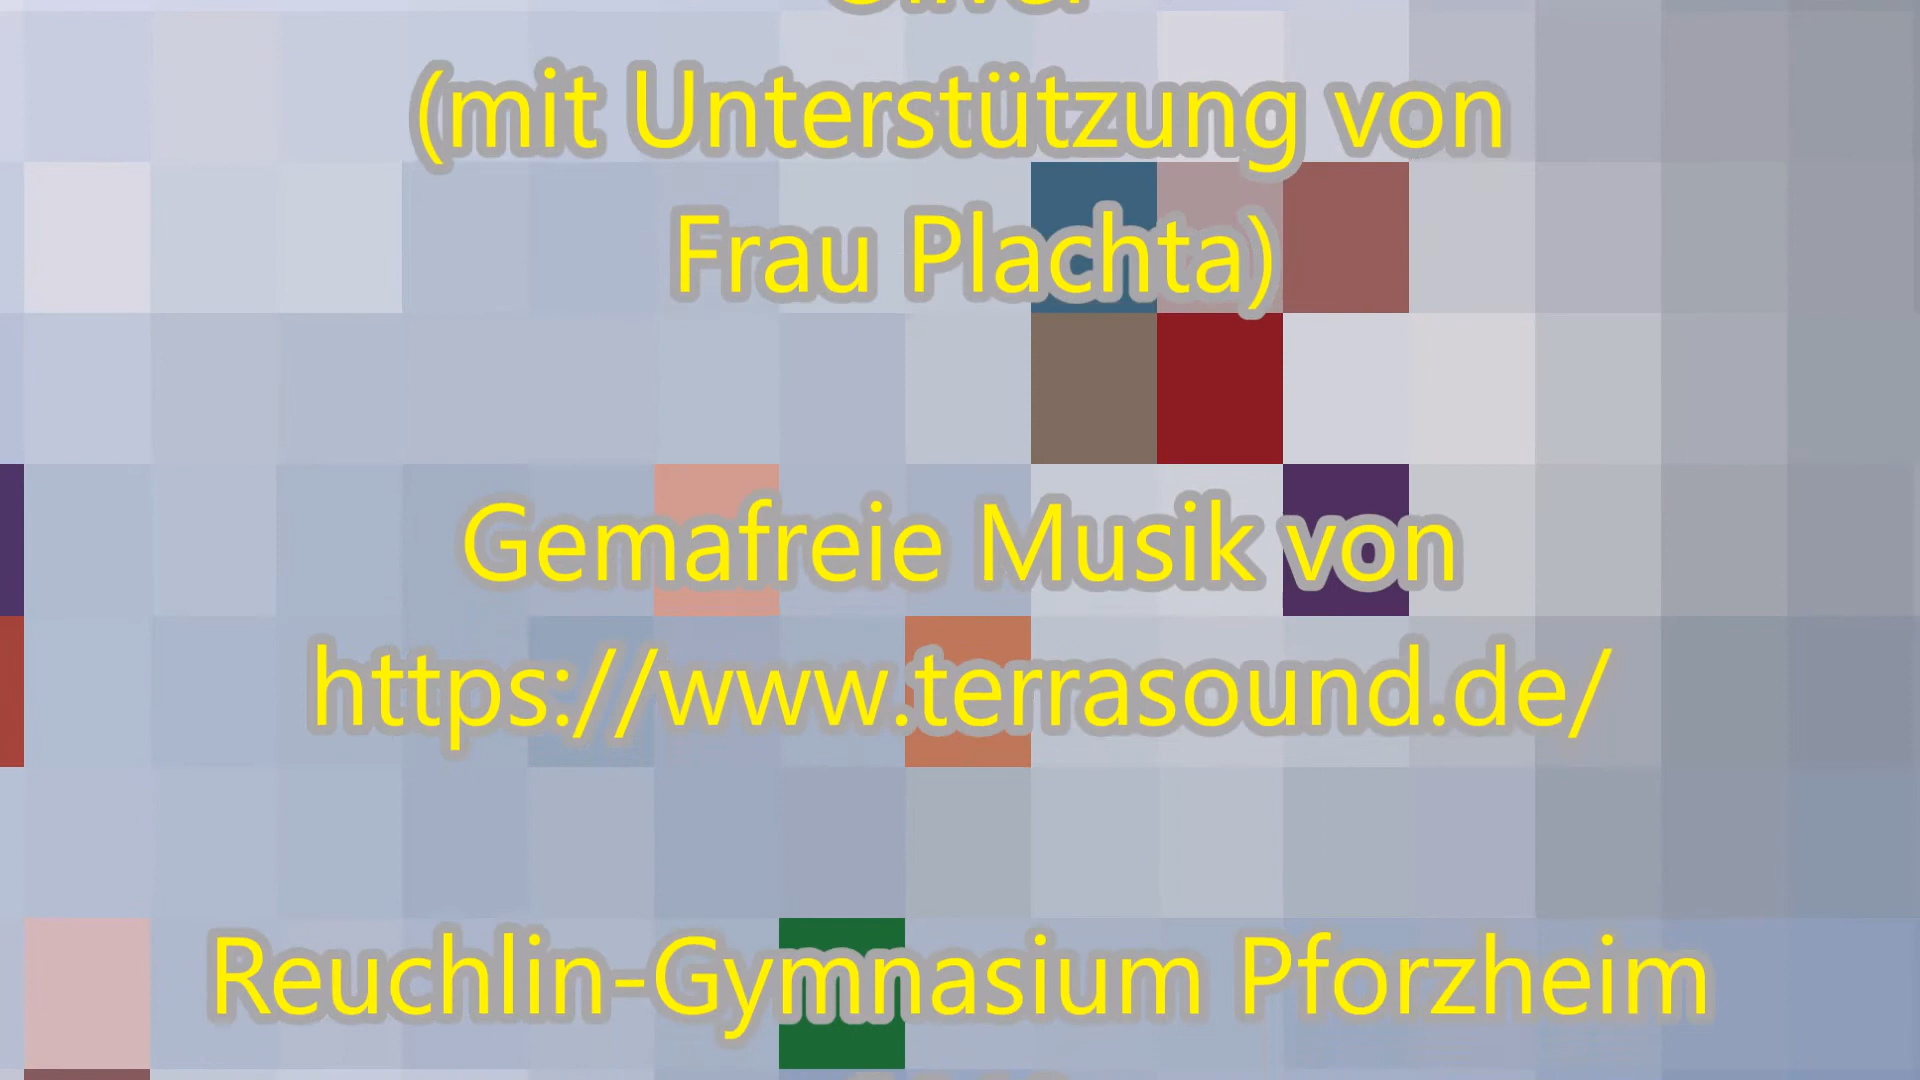 (mit Unterstützung von
Frau Plachta)
Gemafreie Musik von
https://www.terrasound.de/
Reuchlin-Gymnasium Pforzheim